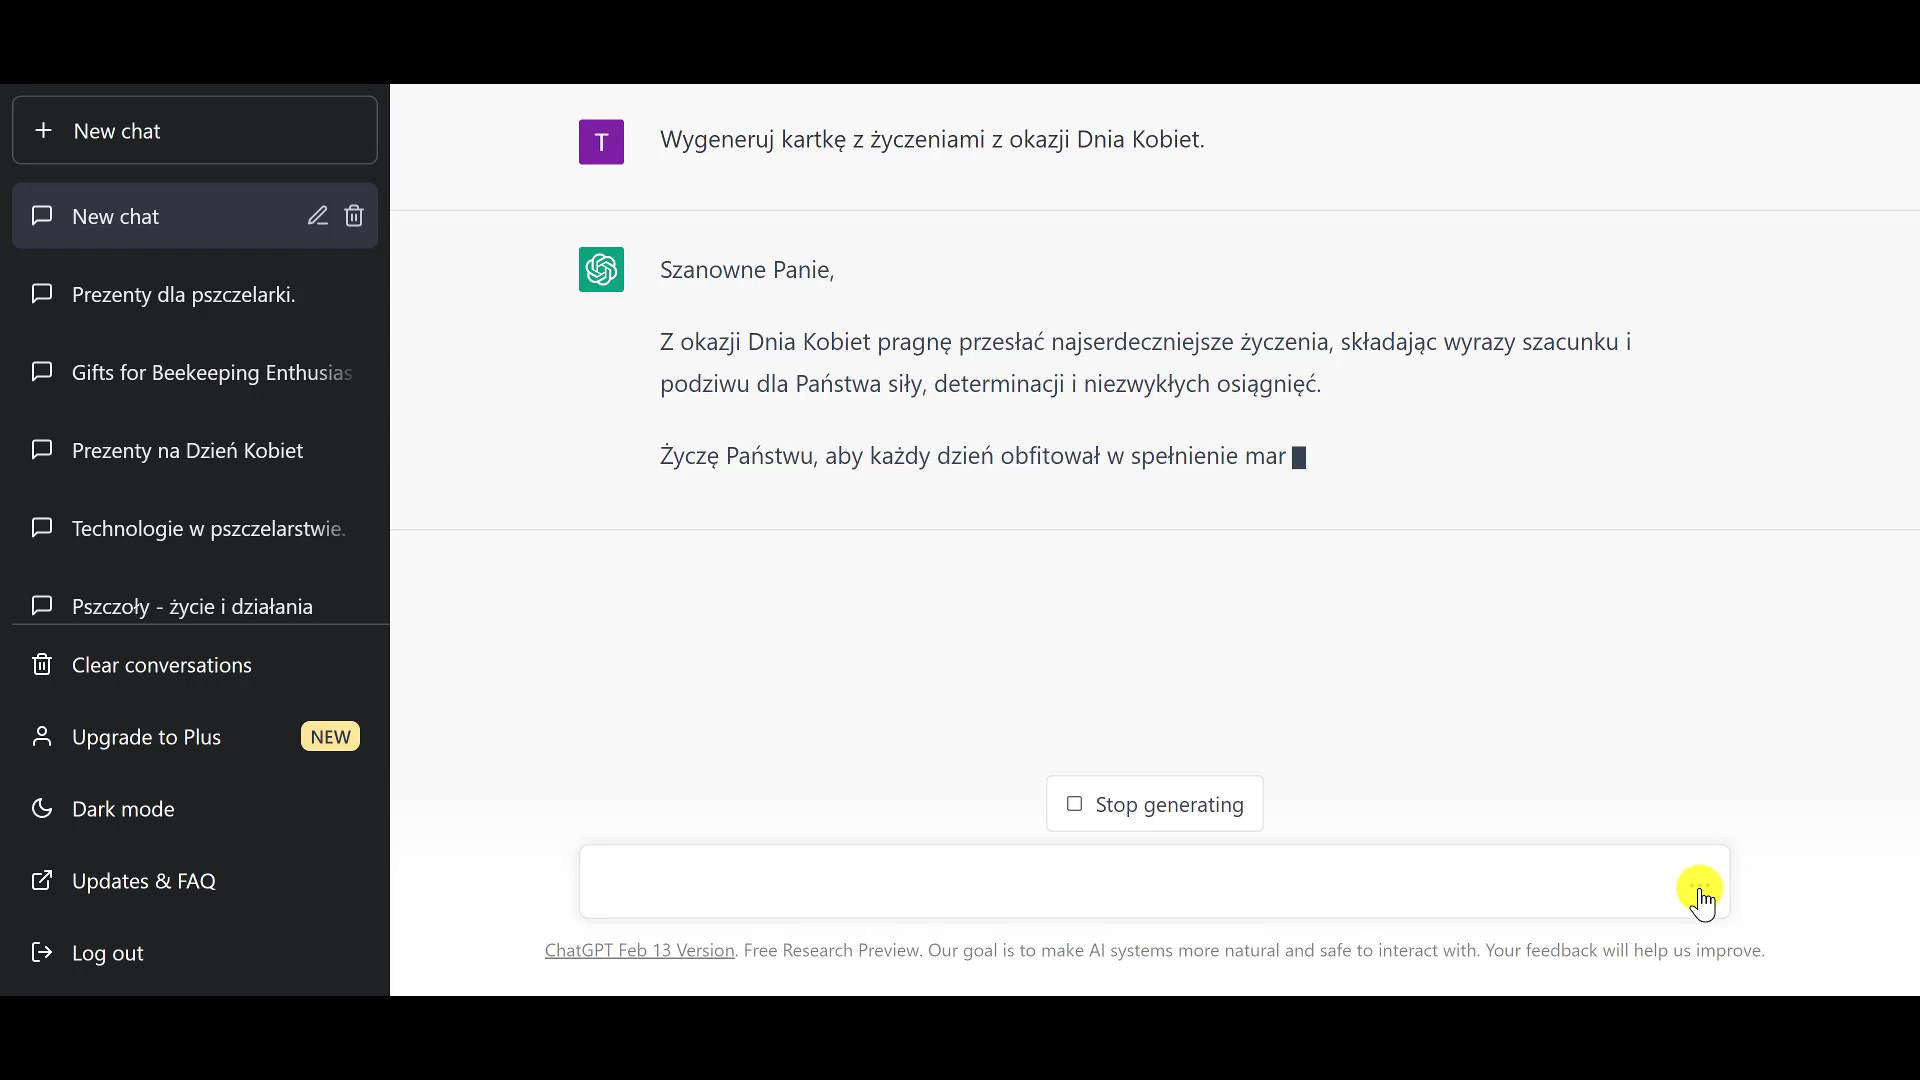 New chat
New chat
Prezenty dla pszczelarki.
Gifts for Beekeeping Enthusias
Prezenty na Dzień Kobiet
Technologie w pszczelarstwie.
Pszczoły - życie i działania
Clear conversations
Upgrade to Plus NEW
Dark mode
Updates & FAQ
Log out
T Wygeneruj kartkę z życzeniami z okazji Dnia Kobiet.
Szanowne Panie,
Z okazji Dnia Kobiet pragnę przesłać najserdeczniejsze życzenia, składając wyrazy szacunku i
podziwu dla Państwa siły, determinacji i niezwykłych osiągnięć.
Życzę Państwu, aby każdy dzień obfitował w spełnienie mar
Stop generating
ChatGPT Feb 13 Version. Free Research Preview. Our goal is to make AI systems more natural and safe to interact with. Your feedback will help us improve.